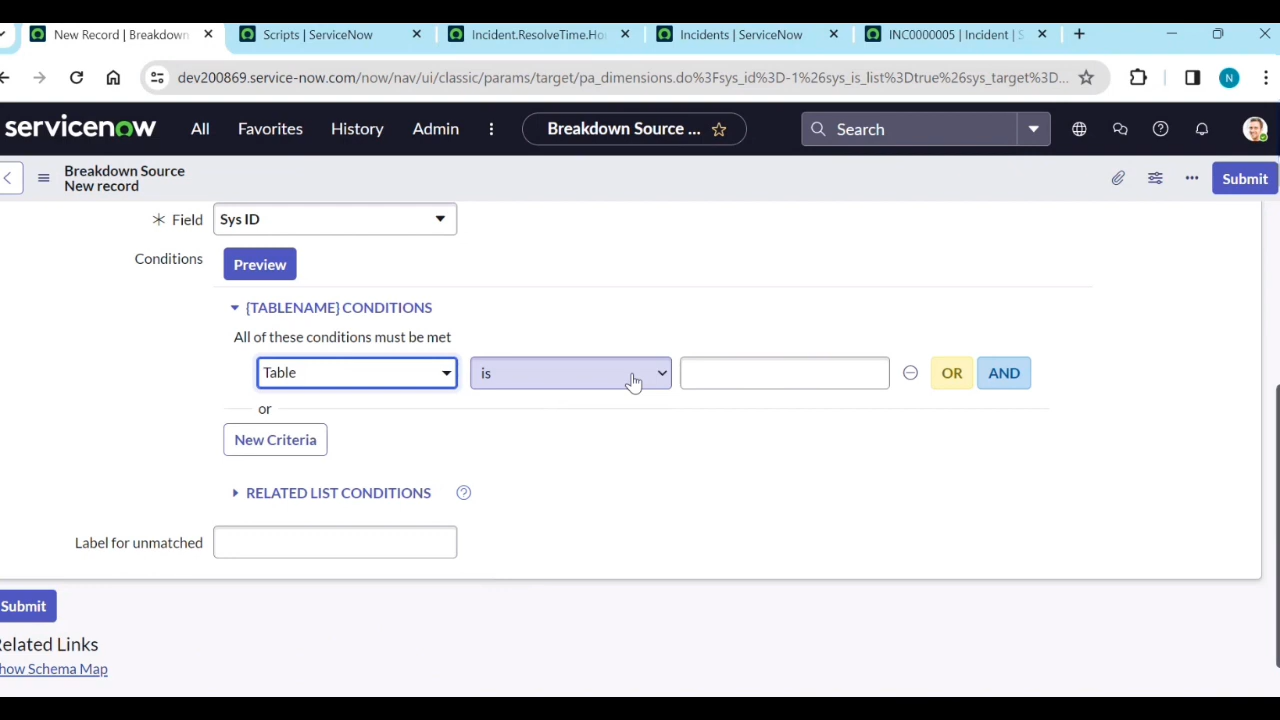 New Record | Breakdown
Scripts | ServiceNow
Incident.ResolveTime.Ho
Incidents | ServiceNow
INC0000005 | Incident | S
dev200869.service-now.com/now/nav/ui/classic/params/target/pa_dimensions.do%3Fsys_id%3D-1%26sys_is_list%3Dtrue%26sys_target%3D...
N
servicenow
All
Favorites
History
Admin
Breakdown Source ...
Search
Breakdown Source
New record
Submit
Field
Sys ID
Conditions
Preview
{TABLENAME} CONDITIONS
All of these conditions must be met
Table
is
OR
AND
or
New Criteria
RELATED LIST CONDITIONS
Label for unmatched
Submit
elated Links
how Schema Map